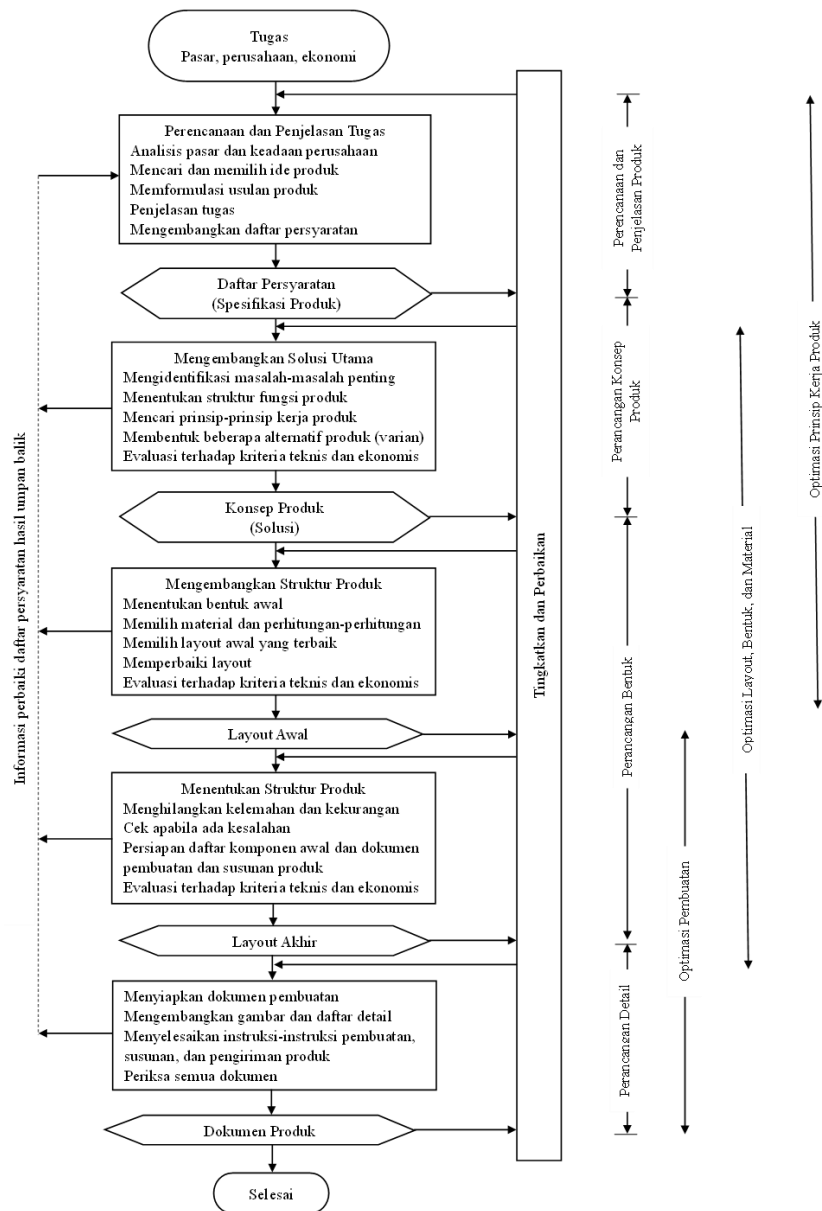 Tugas
Pasar, perusahaan, ekonomi
Perencanaan dan Penjelasan Tugas
Analisis pasar dan keadaan perusahaan
Mencari dan memilih ide produk
Memformulasi usulan produk
Penjelasan tugas
Mengembangkan daftar persyaratan
Daftar Persyaratan
(Spesifikasi Produk)
Mengembangkan Solusi Utama
Mengidentifikasi masalah-masalah penting
Menentukan struktur fungsi produk
Mencari prinsip-prinsip kerja produk
Membentuk beberapa alternatif produk (varian)
Evaluasi terhadap kriteria teknis dan ekonomis
Konsep Produk
(Solusi)
Mengembangkan Struktur Produk
Menentukan bentuk awal
Memilih material dan perhitungan-perhitungan
Memilih layout awal yang terbaik
Memperbaiki layout
Evaluasi terhadap kriteria teknis dan ekonomis
Layout Awal
Menentukan Struktur Produk
Menghilangkan kelemahan dan kekurangan
Cek apabila ada kesalahan
Persiapan daftar komponen awal dan dokumen
pembuatan dan susunan produk
Evaluasi terhadap kriteria teknis dan ekonomis
Layout Akhir
Menyiapkan dokumen pembuatan
Mengembangkan gambar dan daftar detail
Menyelesaikan instruksi-instruksi pembuatan,
susunan, dan pengiriman produk
Periksa semua dokumen
Dokumen Produk
Selesai
Informasi perbaiki daftar persyaratan hasil umpan balik
Tingkatkan dan Perbaikan
Perencanaan dan
Penjelasan Produk
Perancangan Konsep
Produk
Perancangan Bentuk
Perancangan Detail
Optimasi Pembuatan
Optimasi Layout, Bentuk, dan Material
Optimasi Prinsip Kerja Produk